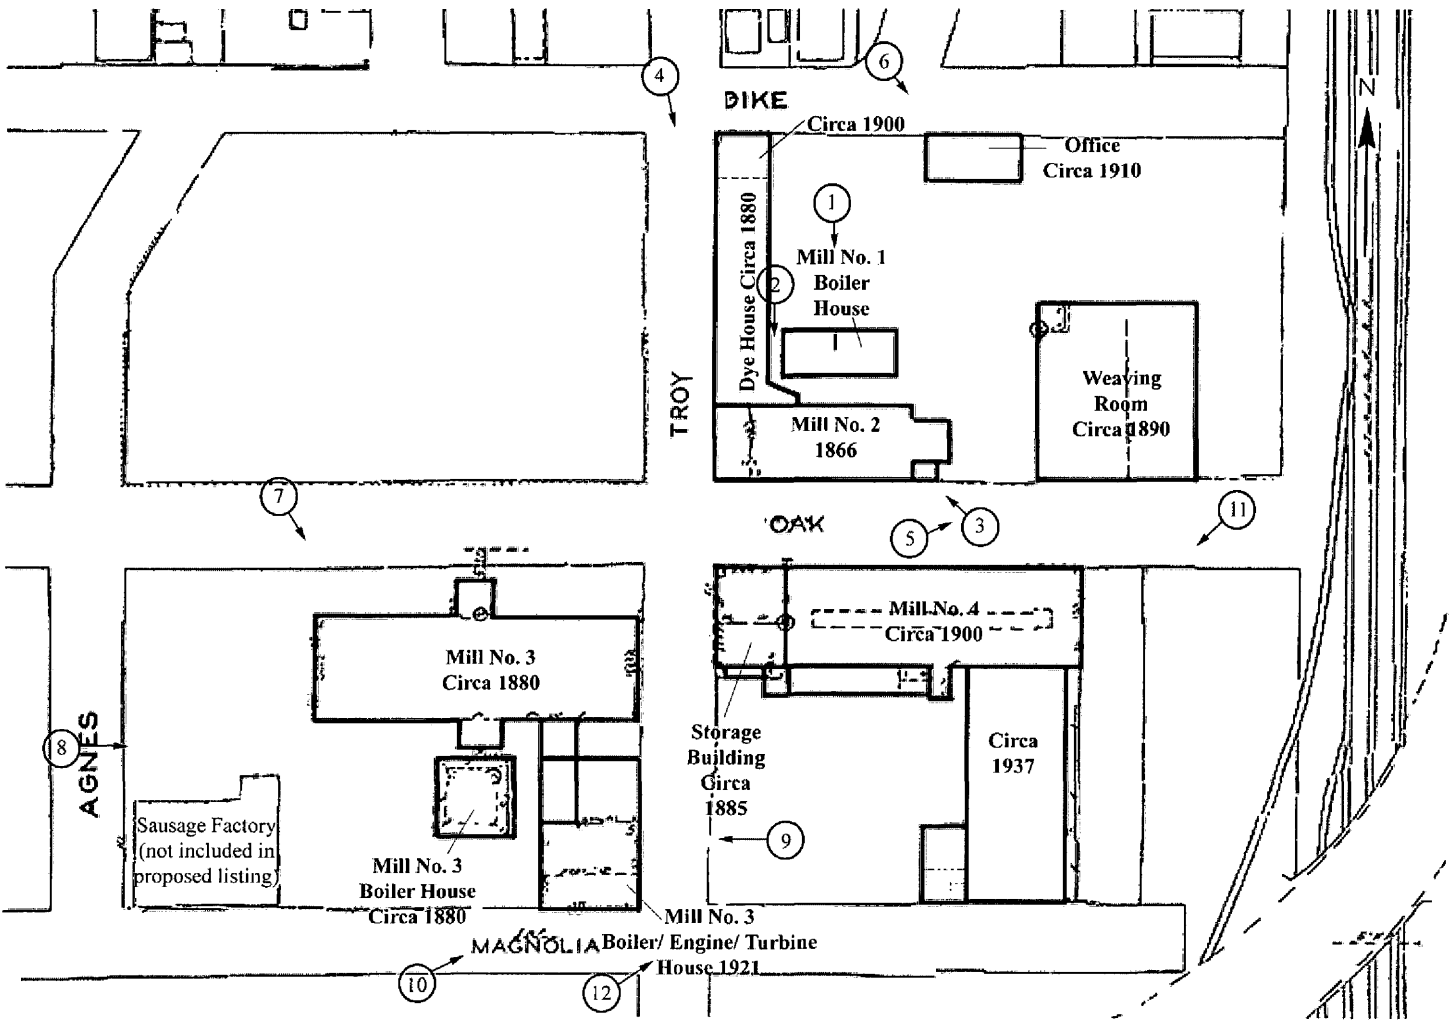 4
6
DIKE
N
Circa 1900
Office
Circa 1910
Dye House Circa 1880
1
Mill No. 1
Boiler
House
2
TROY
Mill No. 2
1866
Weaving
Room
Circa 1890
7
OAK
5
3
11
Mill No. 3
Circa 1880
Mill No. 4
Circa 1900
AGNES
8
Storage
Building
Circa
1885
Circa
1937
Sausage Factory
(not included in
proposed listing)
9
Mill No. 3
Boiler House
Circa 1880
MAGNOLIA
Mill No. 3
Boiler/ Engine/ Turbine
House 1921
10
12